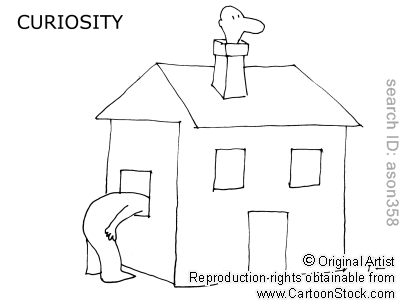 CURIOSITY
search ID: ason358
© Original Artist
Reproduction-rights obtainable from
www.CartoonStock.com